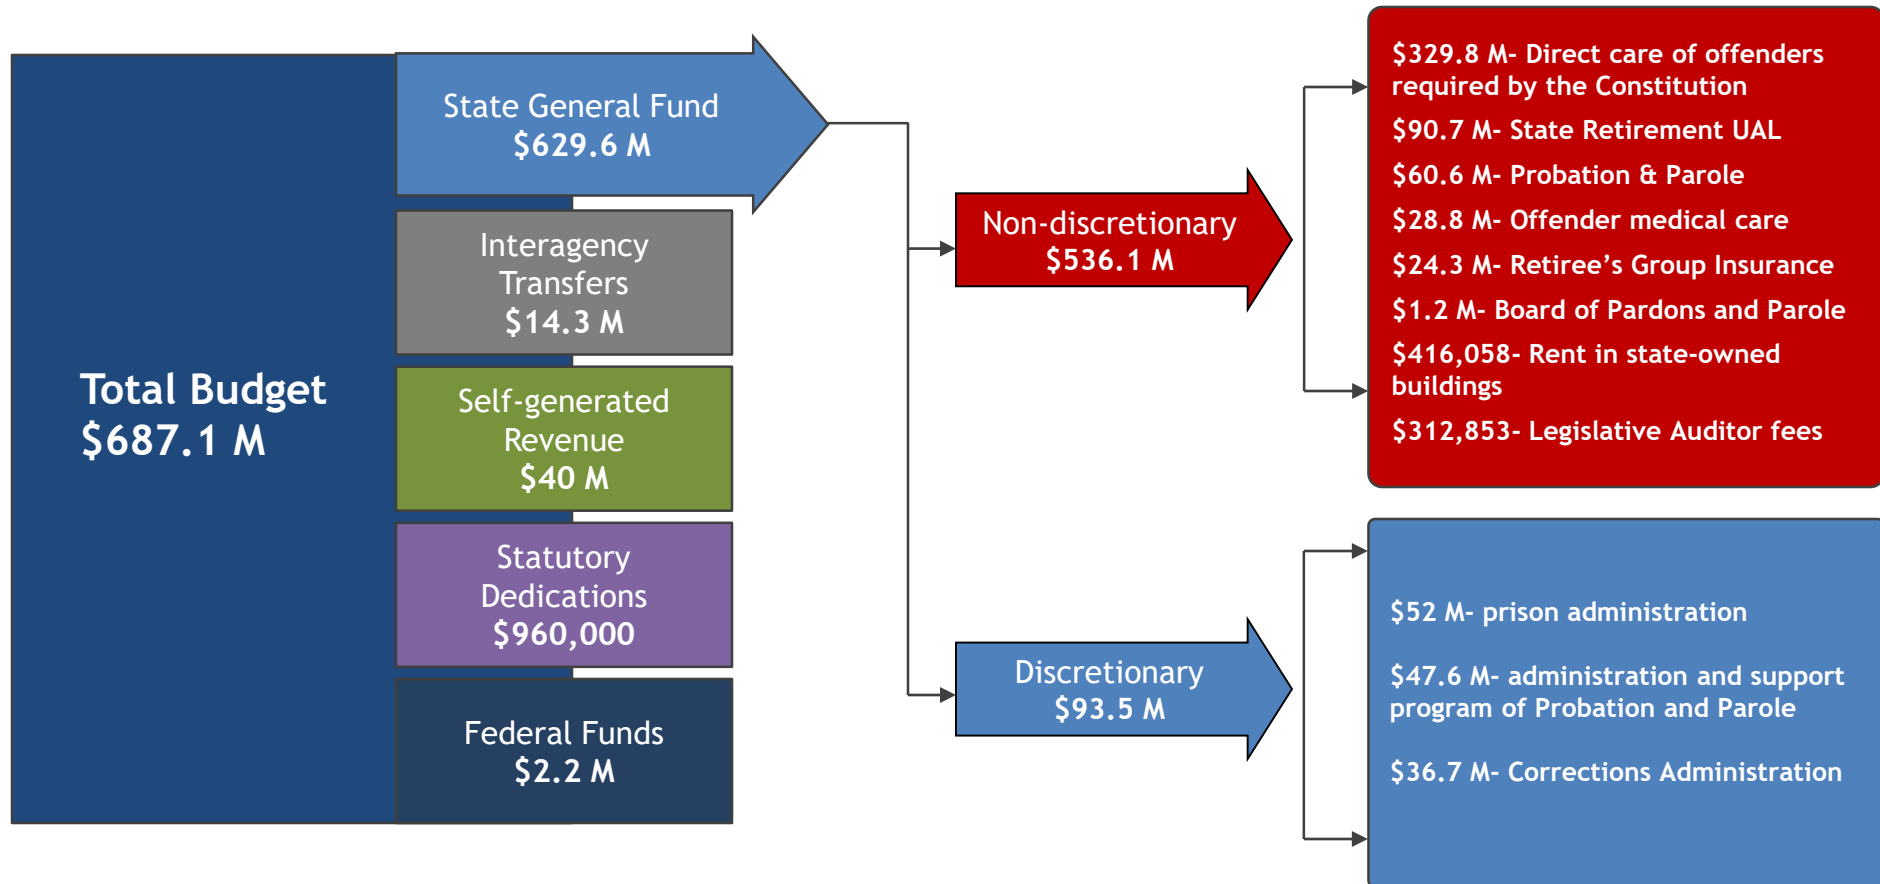 Total Budget
$687.1 M
State General Fund
$629.6 M
Interagency
Transfers
$14.3 M
Self-generated
Revenue
$40 M
Statutory
Dedications
$960,000
Federal Funds
$2.2 M
Non-discretionary
$536.1 M
Discretionary
$93.5 M
$329.8 M- Direct care of offenders
required by the Constitution
$90.7 M- State Retirement UAL
$60.6 M- Probation & Parole
$28.8 M- Offender medical care
$24.3 M- Retiree’s Group Insurance
$1.2 M- Board of Pardons and Parole
$416,058- Rent in state-owned
buildings
$312,853- Legislative Auditor fees
$52 M- prison administration
$47.6 M- administration and support
program of Probation and Parole
$36.7 M- Corrections Administration